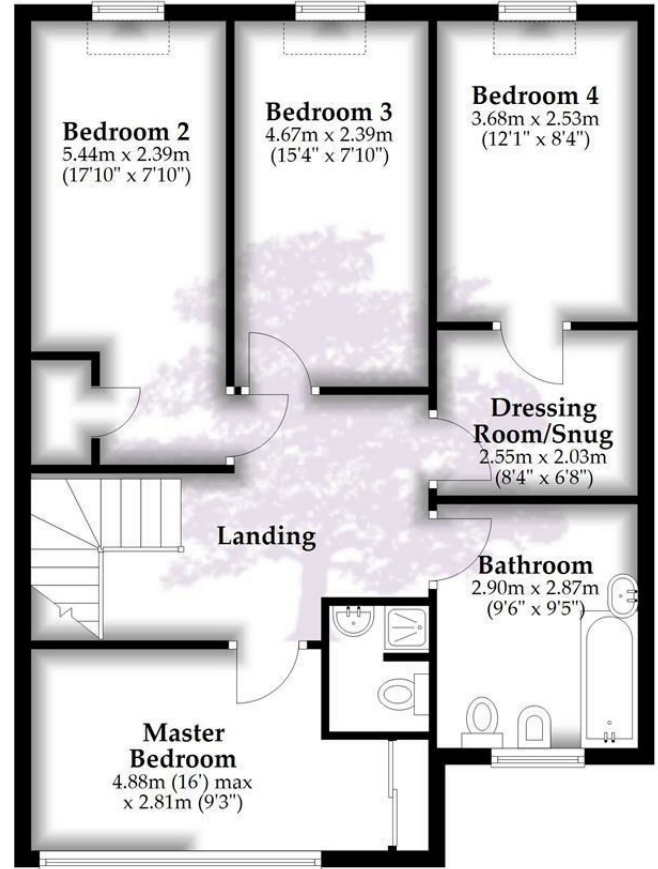 Bedroom 2
5.44m x 2.39m
(17'10" x 7'10")
Bedroom 3
4.67m x 2.39m
(15'4" x 7'10")
Bedroom 4
3.68m x 2.53m
(12'1" x 8'4")
Dressing
Room/Snug
2.55m x 2.03m
(8'4" x 6'8")
Landing
Bathroom
2.90m x 2.87m
(9'6" x 9'5")
Master
Bedroom
4.88m (16') max
x 2.81m (9'3")